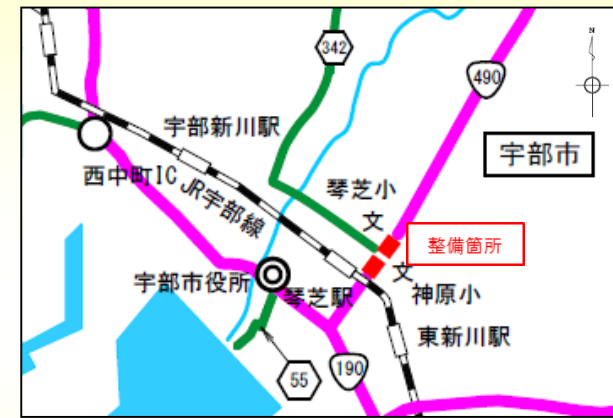 N
342
490
宇部新川駅
宇部市
西中町IC
JR宇部線
琴芝小
文
整備箇所
文
神原小
宇部市役所
琴芝駅
東新川駅
55
190